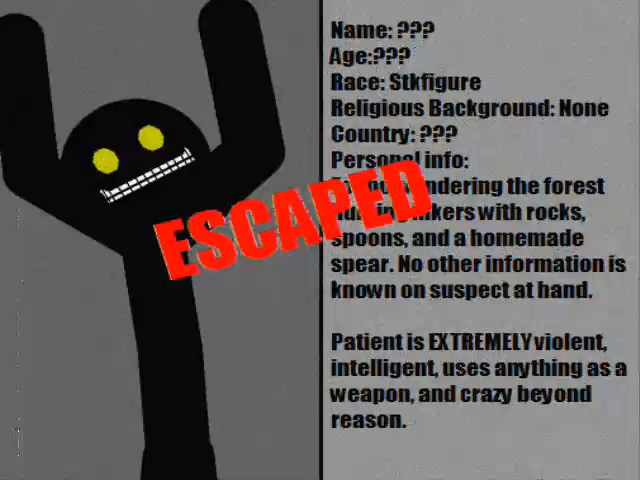 Name: ???
Age:???
Race: Stkfigure
Religious Background: None
Country: ???
Personal info:
ndering the forest
hikers with rocks,
spoons, and a homemade
spear. No other information is
known on suspect at hand.
Patient is EXTREMELY violent,
intelligent, uses anything as a
weapon, and crazy beyond
reason.
ESCAPED